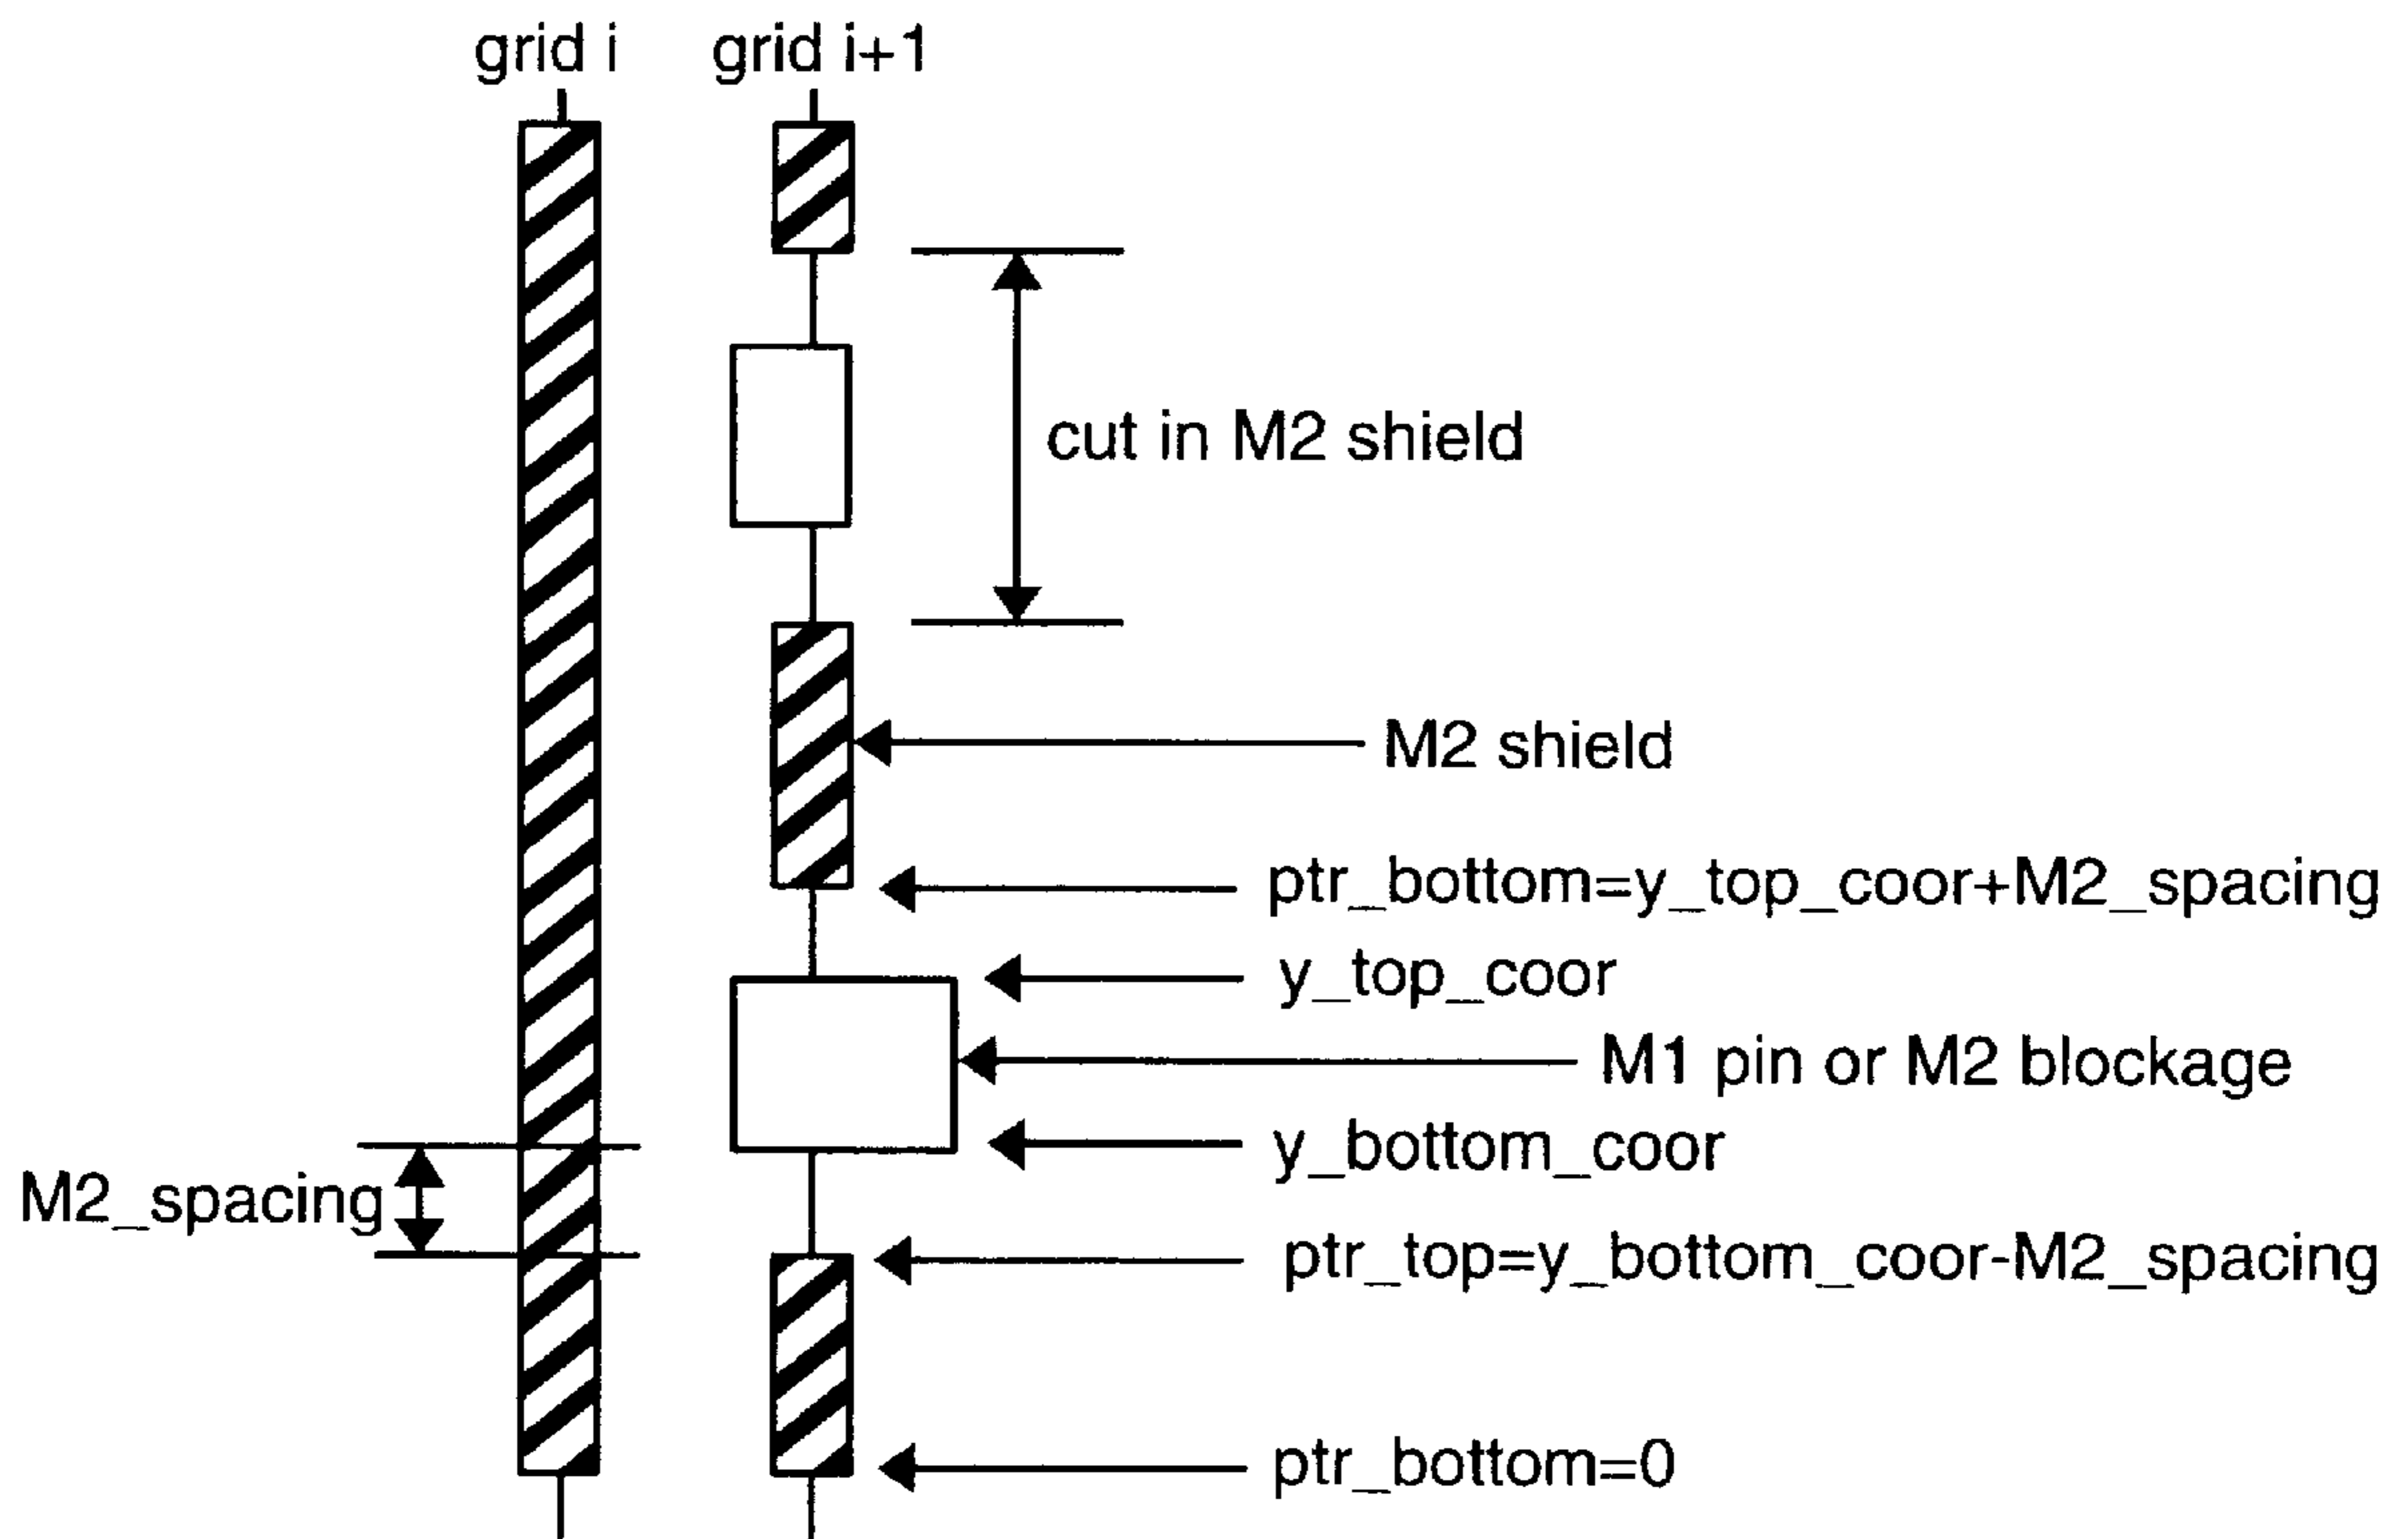 grid i
grid i+1
cut in M2 shield
M2 shield
ptr_bottom=y_top_coor+M2_spacing
y_top_coor
M1 pin or M2 blockage
y_bottom_coor
M2_spacing
ptr_top=y_bottom_coor-M2_spacing
ptr_bottom=0